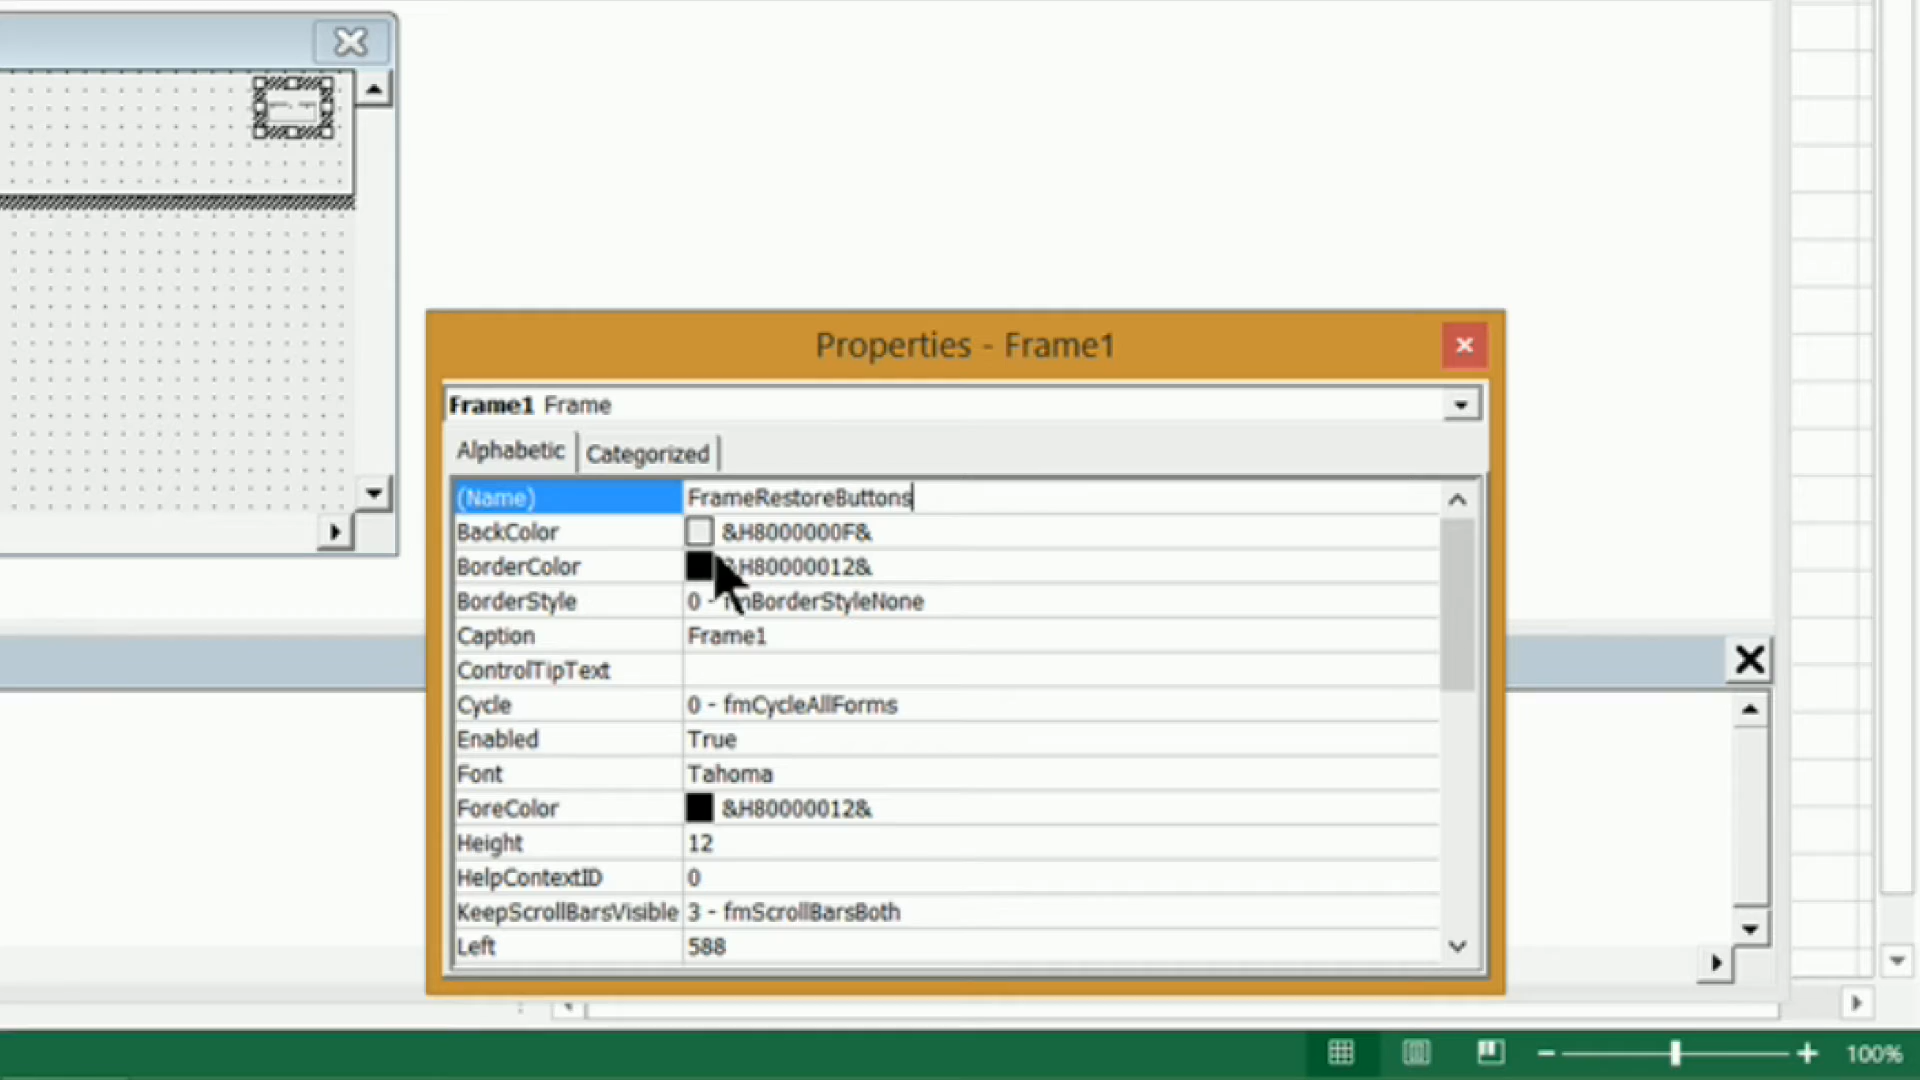 Properties - Frame1
Frame1 Frame
Alphabetic Categorized
(Name) FrameRestoreButtons
BackColor &H8000000F&
BorderColor &H80000012&
BorderStyle 0 - fmBorderStyleNone
Caption Frame1
ControlTipText
Cycle 0 - fmCycleAllForms
Enabled True
Font Tahoma
ForeColor &H80000012&
Height 12
HelpContextID 0
KeepScrollBarsVisible 3 - fmScrollBarsBoth
Left 588
100%